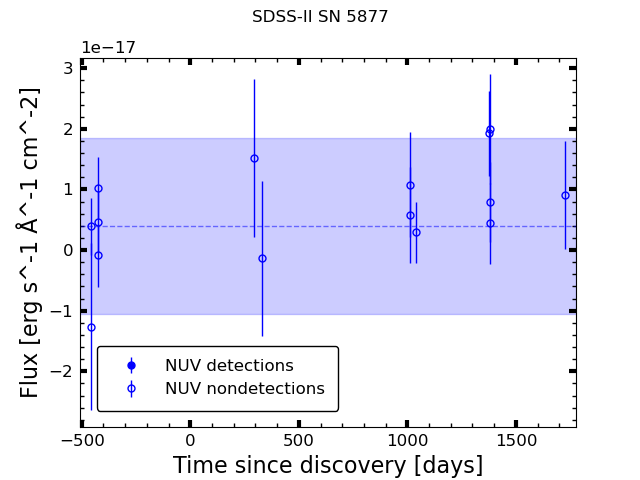 SDSS-II SN 5877
1e−17
3
2
1
0
−1
−2
Flux [erg s^-1 Å^-1 cm^-2]
NUV detections
NUV nondetections
−500 0 500 1000 1500
Time since discovery [days]